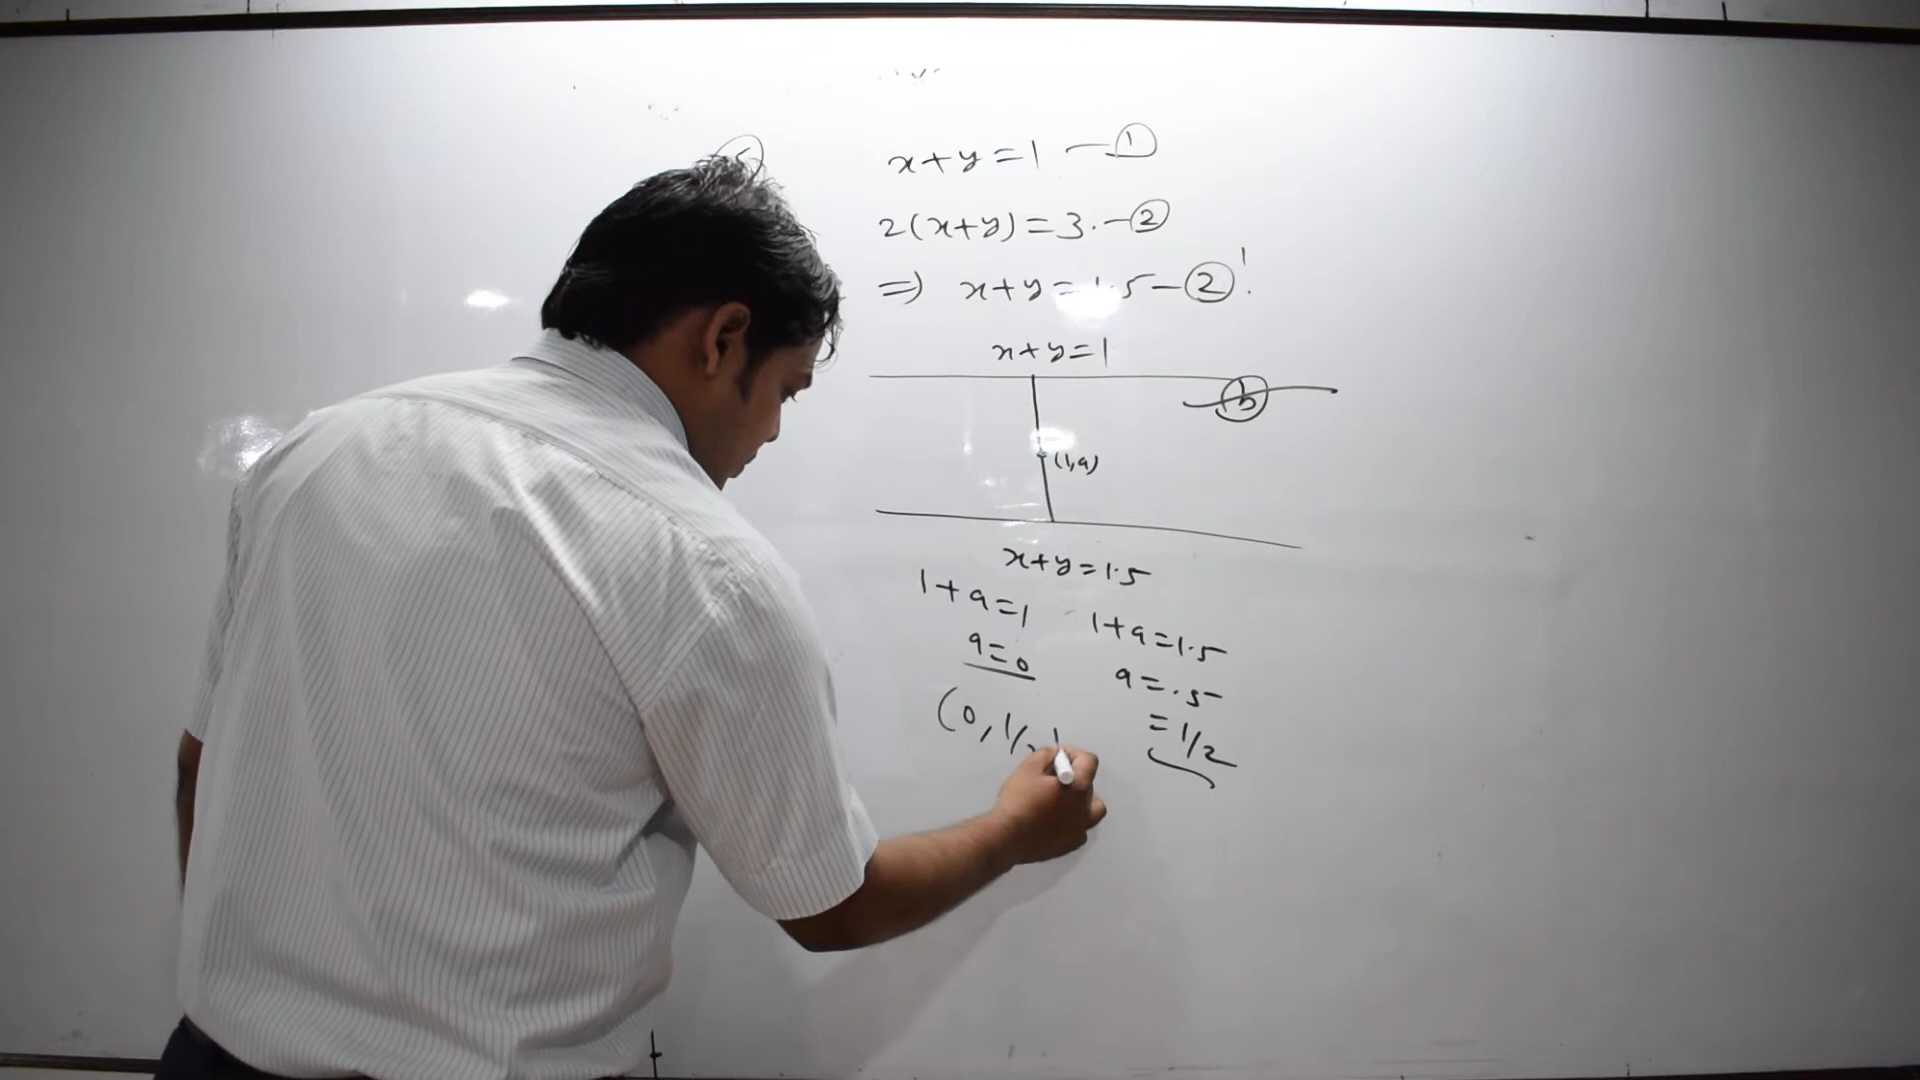 x+y=1 —①
2(x+y)=3.—②
=) x+y=1.5—②'.
x+y=1
b
(1,a)
x+y=1.5
1+a=1
1+a=1.5
a=0
a=.5
(0,1/2)
=1/2